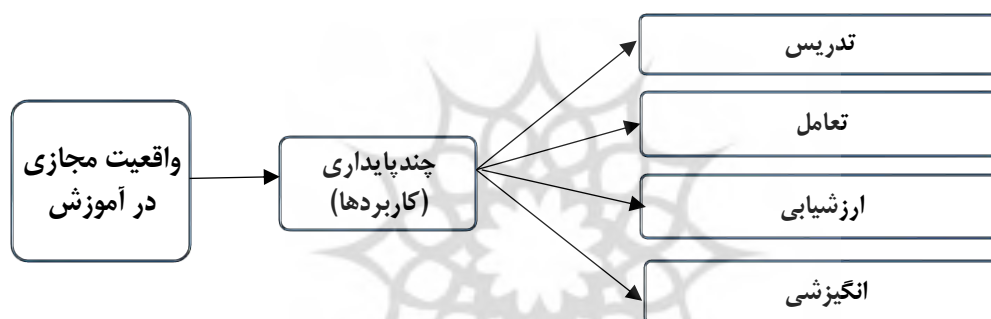 واقعیت مجازی
در آموزش
چندپایداری
(کاربردها)
تدریس
تعامل
ارزشیابی
انگیزشی